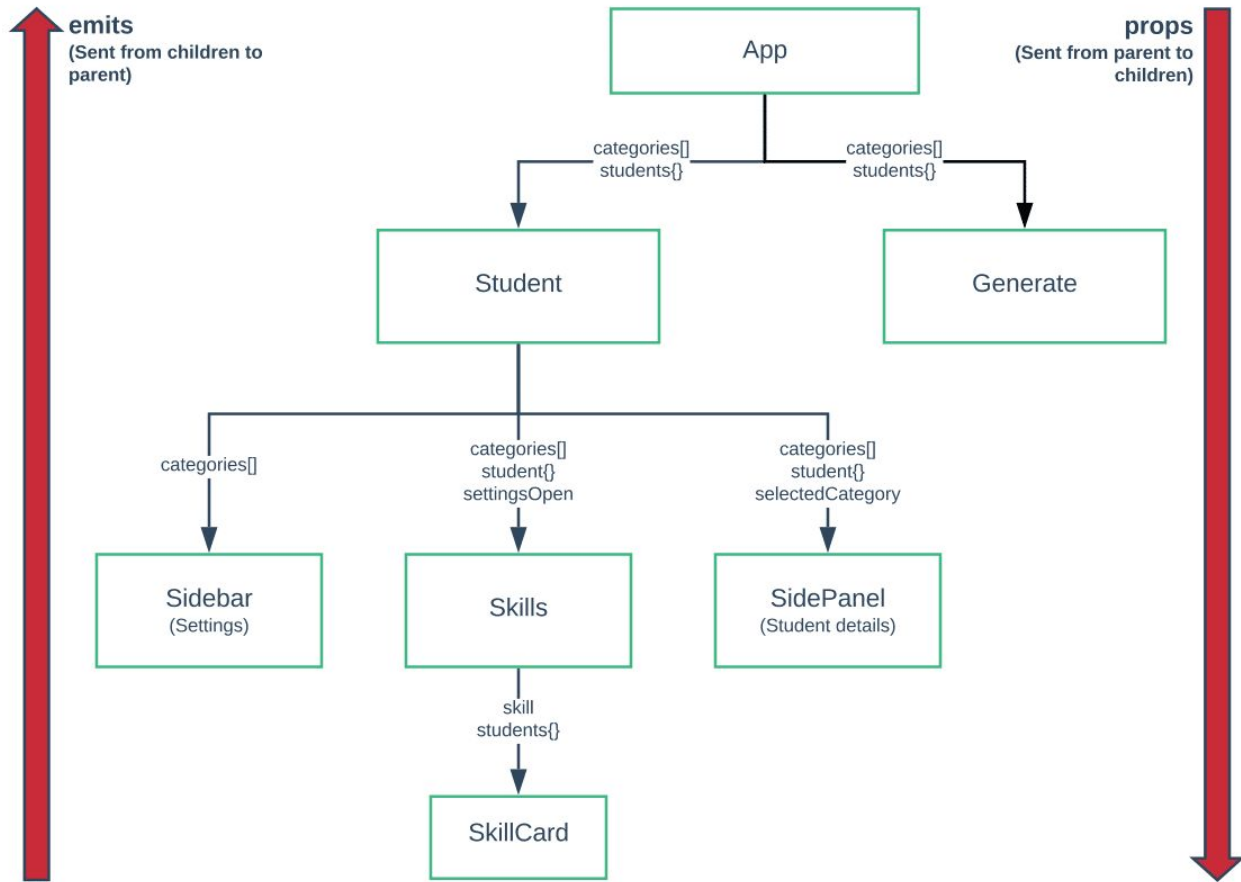 emits
(Sent from children to
parent)
props
(Sent from parent to
children)
App
categories[]
students{}
categories[]
students{}
Student
Generate
categories[]
categories[]
student{}
settingsOpen
categories[]
student{}
selectedCategory
Sidebar
(Settings)
Skills
SidePanel
(Student details)
skill
students{}
SkillCard